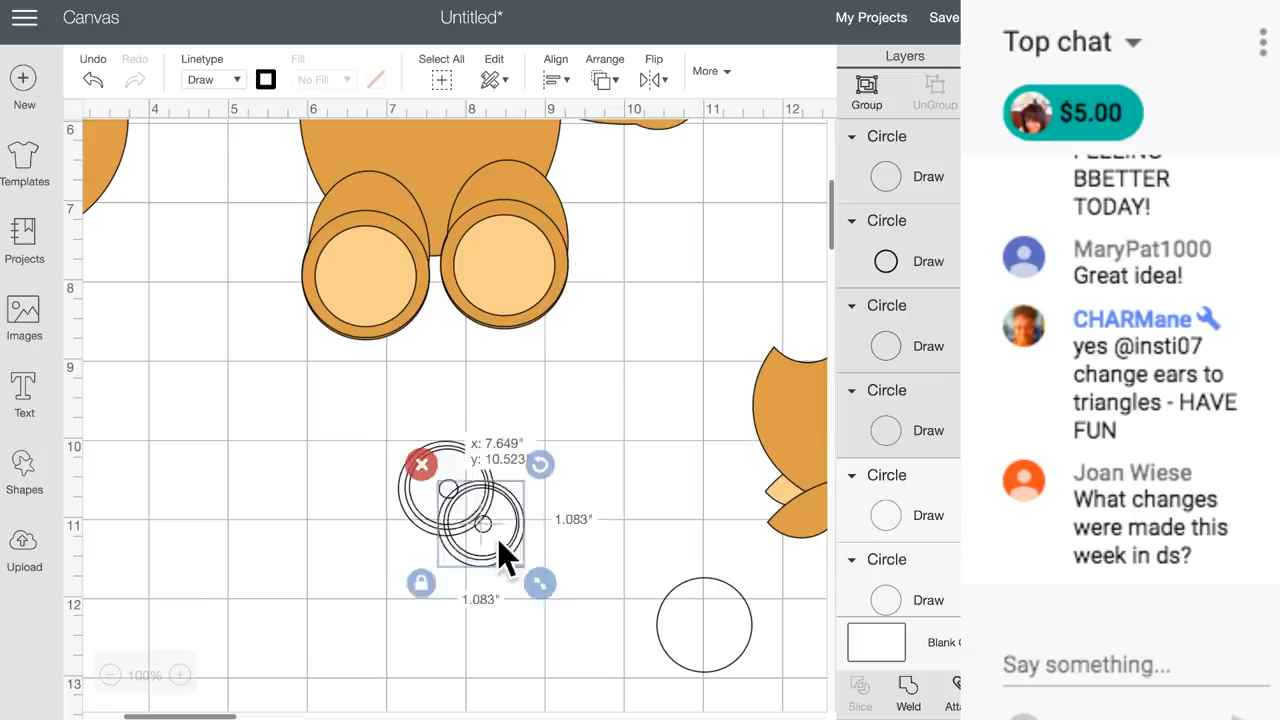 Canvas
Untitled*
My Projects
Save
Undo
Redo
Linetype
Draw
Fill
No Fill
Select All
Edit
Align
Arrange
Flip
More
New
Templates
Projects
Images
Text
Shapes
Upload
4 5 6 7 8 9 10 11 12
6
7
8
9
10
11
12
13
x: 7.649"
y: 10.523
1.083"
1.083"
100%
Layers
Group
UnGroup
Circle
Draw
Circle
Draw
Circle
Draw
Circle
Draw
Circle
Draw
Circle
Draw
Blank
Slice
Weld
Top chat
$5.00
BBETTER
TODAY!
MaryPat1000
Great idea!
CHARMane
yes @insti07
change ears to
triangles - HAVE
FUN
Joan Wiese
What changes
were made this
week in ds?
Say something...